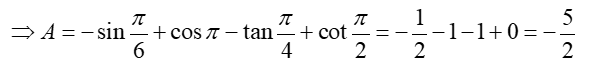 ⇒ A = −sin π/6 + cos π − tan π/4 + cot π/2 = −1/2 − 1 − 1 + 0 = −5/2